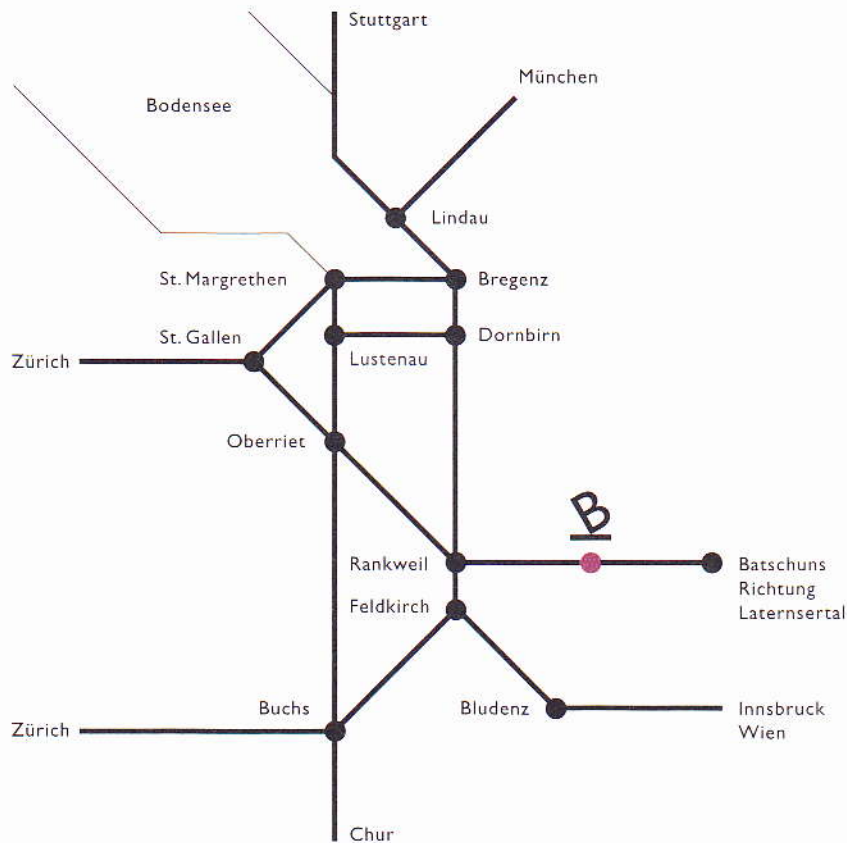 Stuttgart
München
Bodensee
Lindau
St. Margrethen
Bregenz
St. Gallen
Dornbirn
Zürich
Lustenau
Oberriet
B
Rankweil
Batschuns
Richtung
Laternsertal
Feldkirch
Buchs
Bludenz
Innsbruck
Wien
Zürich
Chur